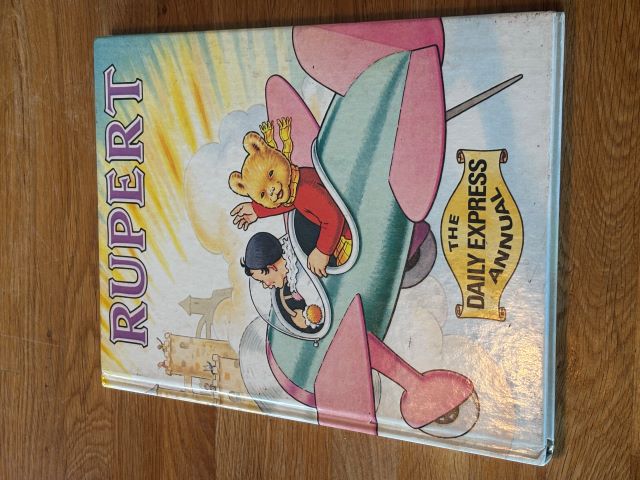 RUPERT
THE
DAILY EXPRESS
ANNUAL